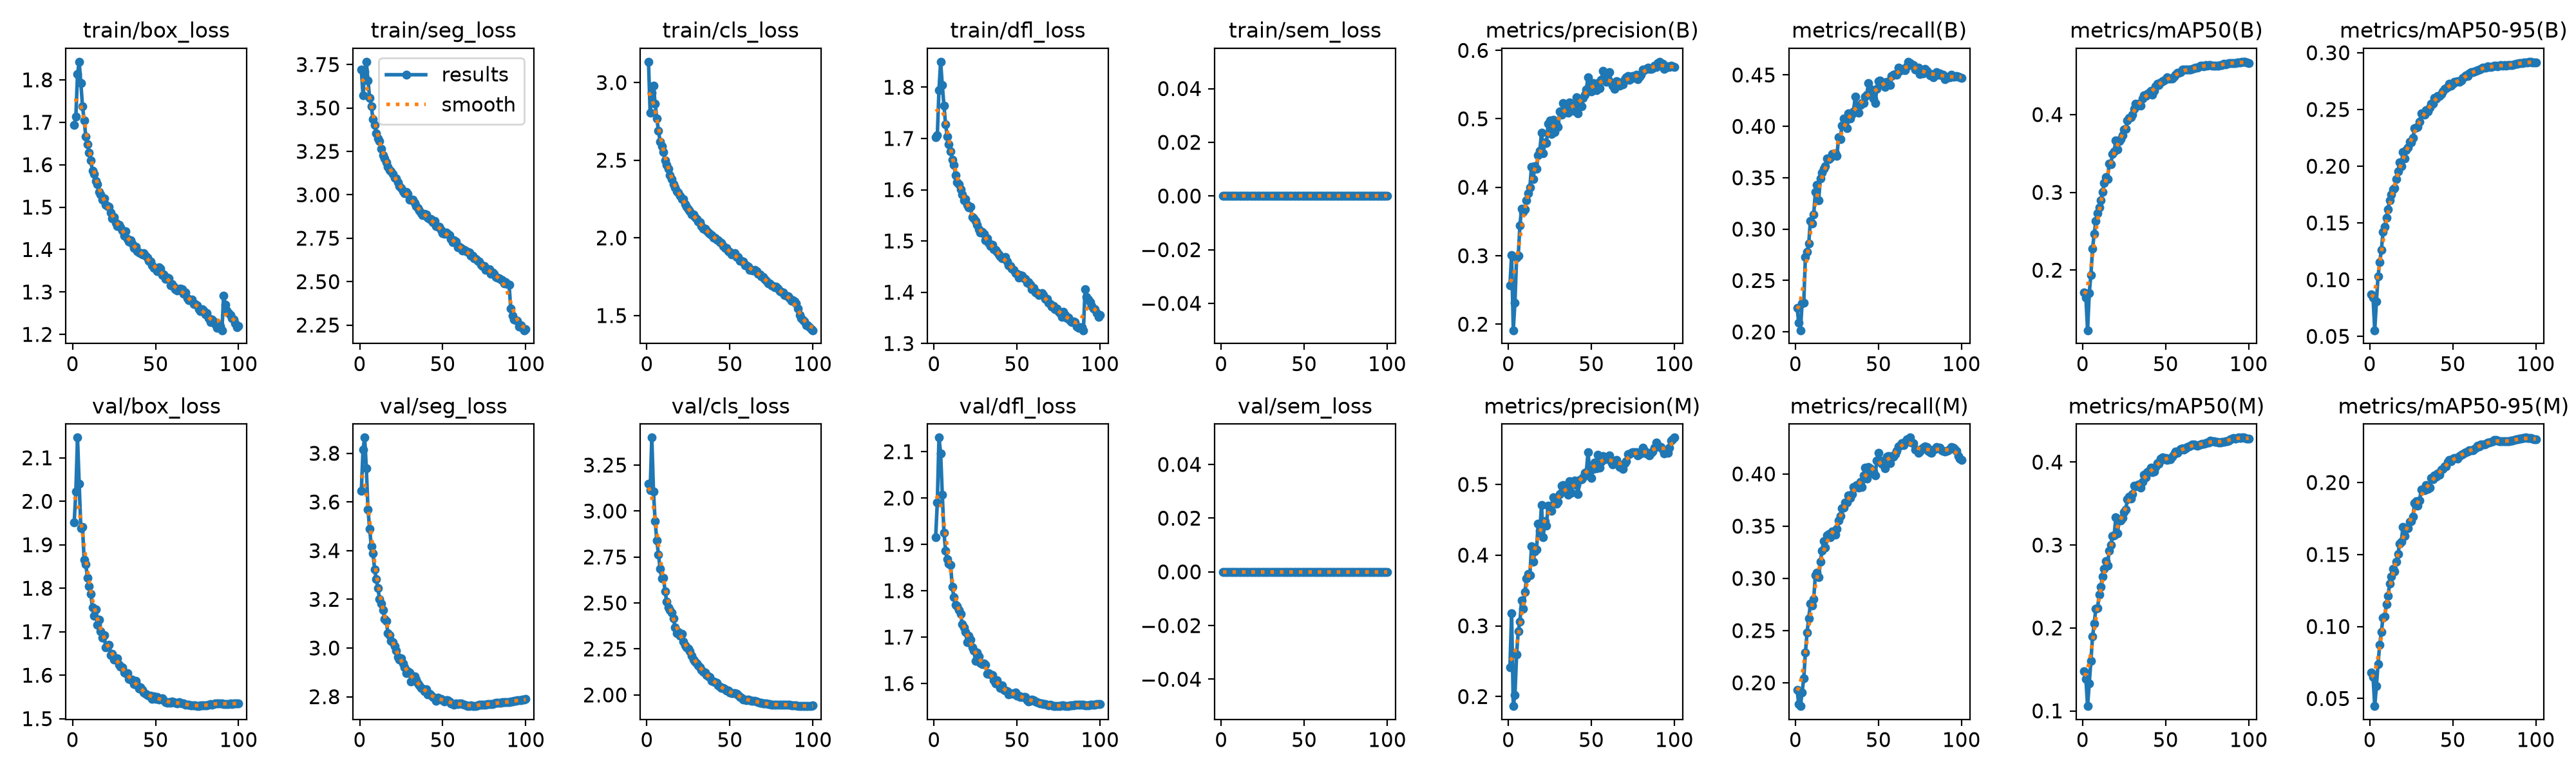 train/box_loss
train/seg_loss
train/cls_loss
train/dfl_loss
train/sem_loss
metrics/precision(B)
metrics/recall(B)
metrics/mAP50(B)
metrics/mAP50-95(B)
1.8
1.7
1.6
1.5
1.4
1.3
1.2
0 50 100
3.75
3.50
3.25
3.00
2.75
2.50
2.25
results
smooth
0 50 100
3.0
2.5
2.0
1.5
0 50 100
1.8
1.7
1.6
1.5
1.4
1.3
0 50 100
0.04
0.02
0.00
−0.02
−0.04
0 50 100
0.6
0.5
0.4
0.3
0.2
0 50 100
0.45
0.40
0.35
0.30
0.25
0.20
0 50 100
0.4
0.3
0.2
0 50 100
0.30
0.25
0.20
0.15
0.10
0.05
0 50 100
val/box_loss
val/seg_loss
val/cls_loss
val/dfl_loss
val/sem_loss
metrics/precision(M)
metrics/recall(M)
metrics/mAP50(M)
metrics/mAP50-95(M)
2.1
2.0
1.9
1.8
1.7
1.6
1.5
0 50 100
3.8
3.6
3.4
3.2
3.0
2.8
0 50 100
3.25
3.00
2.75
2.50
2.25
2.00
0 50 100
2.1
2.0
1.9
1.8
1.7
1.6
0 50 100
0.04
0.02
0.00
−0.02
−0.04
0 50 100
0.5
0.4
0.3
0.2
0 50 100
0.40
0.35
0.30
0.25
0.20
0 50 100
0.4
0.3
0.2
0.1
0 50 100
0.20
0.15
0.10
0.05
0 50 100